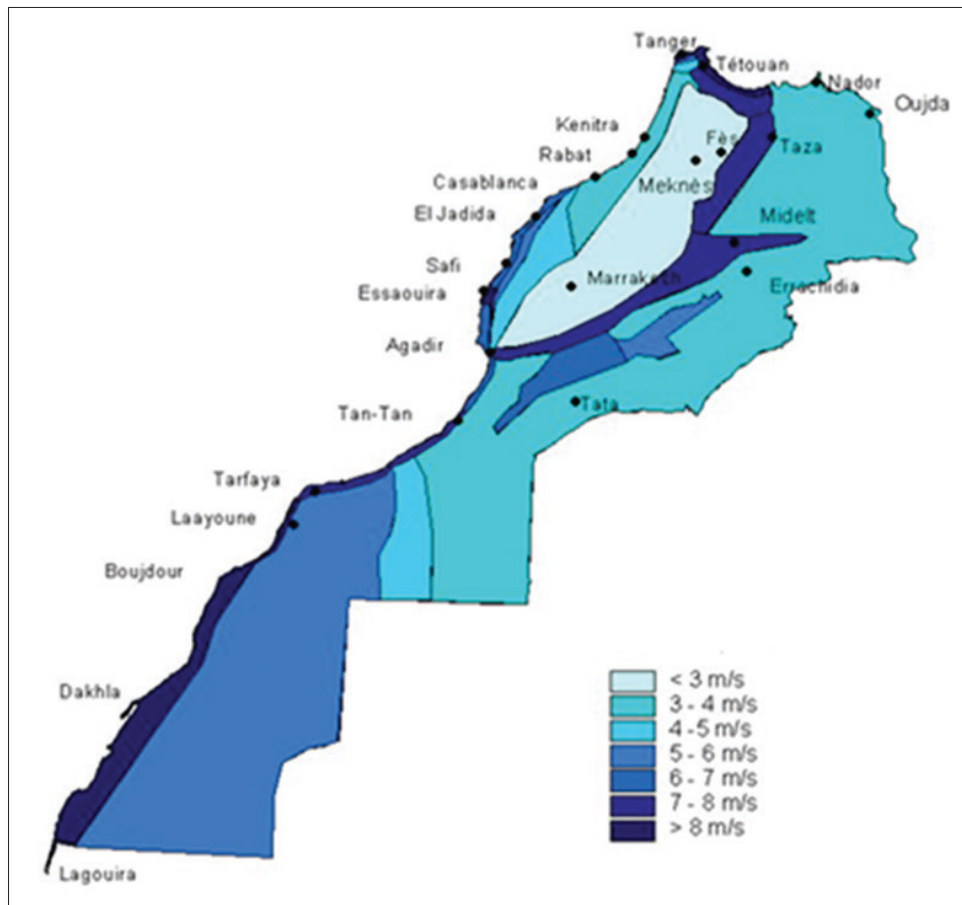 Tanger
Tétouan
Nador
Oujda
Kenitra
Fès
Rabat
Taza
Casablanca
Meknès
El Jadida
Midelt
Safi
Marrakech
Errachidia
Essaouira
Agadir
Tata
Tan-Tan
Tarfaya
Laayoune
Boujdour
Dakhla
Lagouira
< 3 m/s
3 - 4 m/s
4 -5 m/s
5 - 6 m/s
6 - 7 m/s
7 - 8 m/s
> 8 m/s